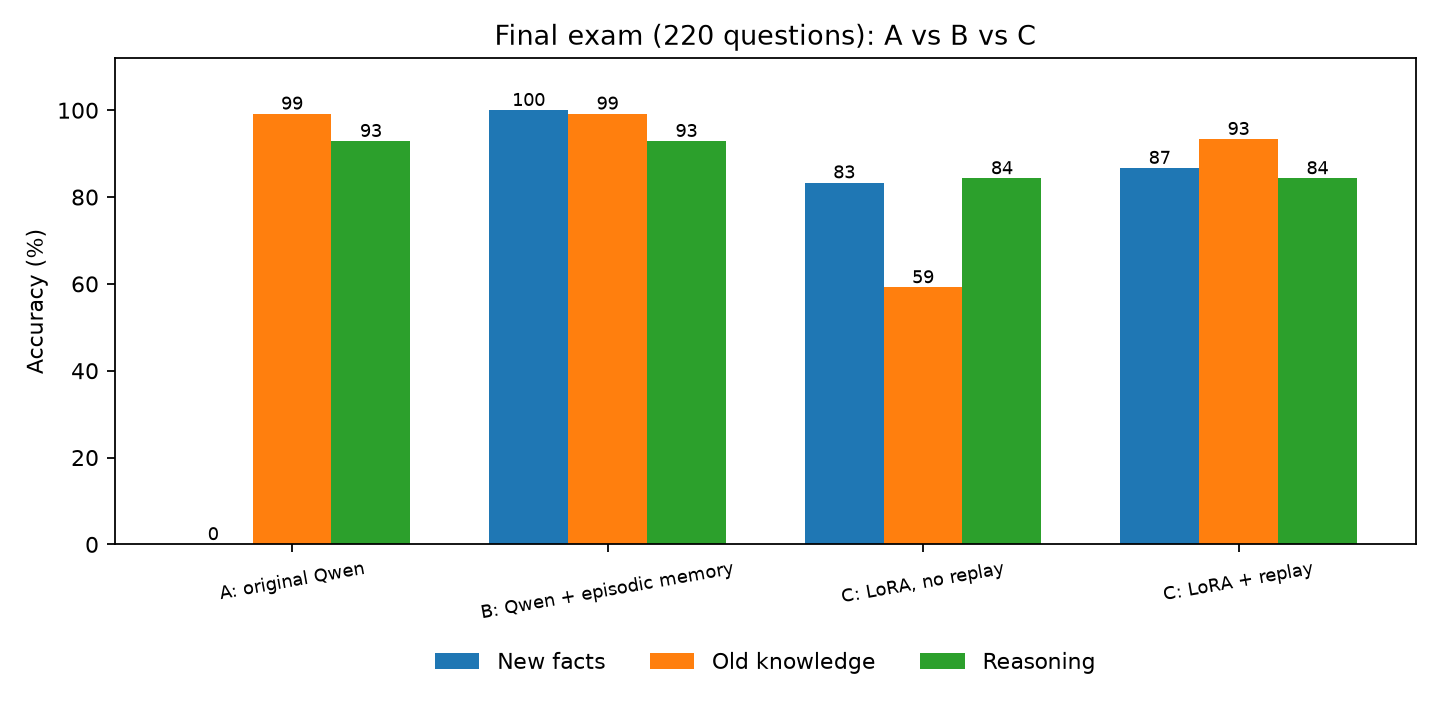 Final exam (220 questions): A vs B vs C
Accuracy (%)
100
80
60
40
20
0
0
99
93
100
99
93
83
59
84
87
93
84
A: original Qwen
B: Qwen + episodic memory
C: LoRA, no replay
C: LoRA + replay
New facts
Old knowledge
Reasoning